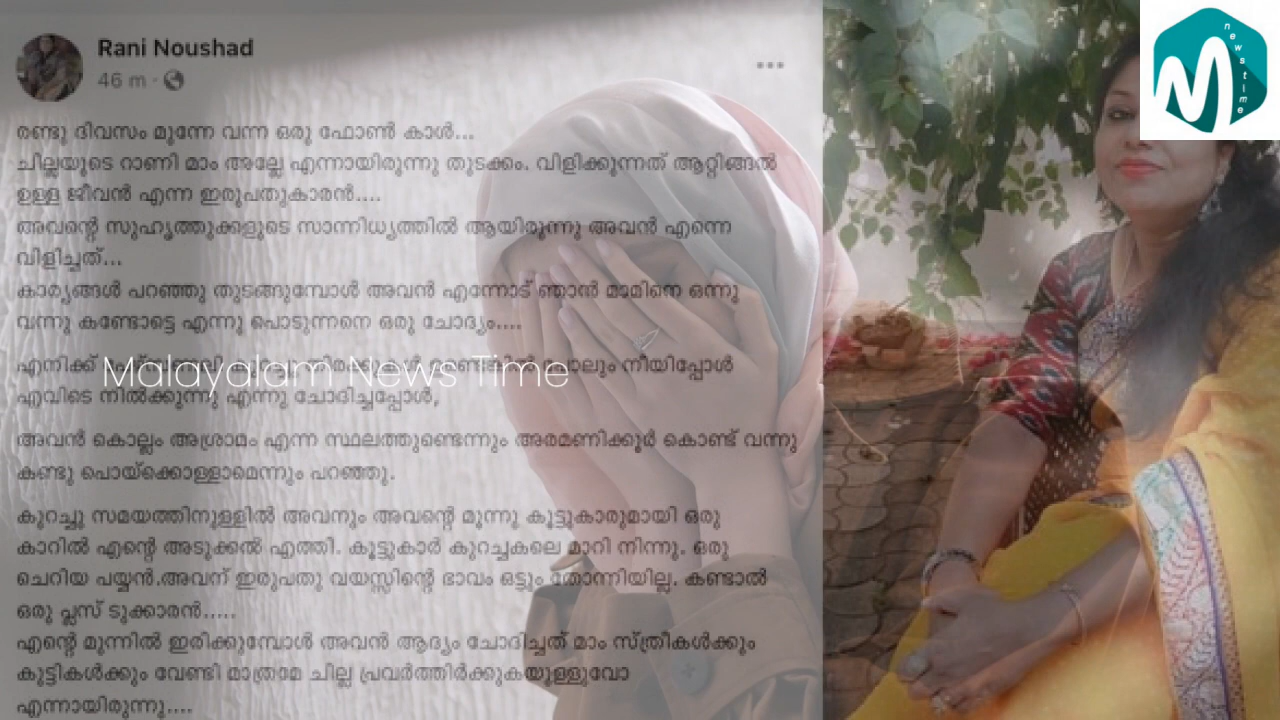 Rani Noushad
46 m ·
രണ്ടു ദിവസം മുന്നേ വന്ന ഒരു ഫോൺ കാൾ...
ചില്ലയുടെ റാണി മാം അല്ലേ എന്നായിരുന്നു തുടക്കം. വിളിക്കുന്നത് ആറ്റിങ്ങൽ
ഉള്ള ജീവൻ എന്ന ഇരുപതുകാരൻ....
അവന്റെ സുഹൃത്തുക്കളുടെ സാന്നിധ്യത്തിൽ ആയിരുന്നു അവൻ എന്നെ
വിളിച്ചത്...
കാര്യങ്ങൾ പറഞ്ഞു തുടങ്ങുമ്പോൾ അവൻ എന്നോട് ഞാൻ മാമിനെ ഒന്നു
വന്നു കണ്ടോട്ടെ എന്നു പൊടുന്നനെ ഒരു ചോദ്യം....
എനിക്ക് പോലും നീയിപ്പോൾ
Malayalam News Time
എവിടെ നിൽക്കുന്നു എന്നു ചോദിച്ചപ്പോൾ,
അവൻ കൊല്ലം അശ്രാമം എന്ന സ്ഥലത്തുണ്ടെന്നും അരമണിക്കൂർ കൊണ്ട് വന്നു
കണ്ടു പൊയ്ക്കൊള്ളാമെന്നും പറഞ്ഞു.
കുറച്ചു സമയത്തിനുള്ളിൽ അവനും അവന്റെ മൂന്നു കൂട്ടുകാരുമായി ഒരു
കാറിൽ എന്റെ അടുക്കൽ എത്തി. കൂട്ടുകാർ കുറച്ചകലെ മാറി നിന്നു. ഒരു
ചെറിയ പയ്യൻ.അവന് ഇരുപതു വയസ്സിന്റെ ഭാവം ഒട്ടും തോന്നിയില്ല. കണ്ടാൽ
ഒരു പ്ലസ് ടുക്കാരൻ.....
എന്റെ മുന്നിൽ ഇരിക്കുമ്പോൾ അവൻ ആദ്യം ചോദിച്ചത് മാം സ്ത്രീകൾക്കും
കുട്ടികൾക്കും വേണ്ടി മാത്രമേ ചില്ല പ്രവർത്തിർക്കുകയുള്ളുവോ
എന്നായിരുന്നു....
M newstime